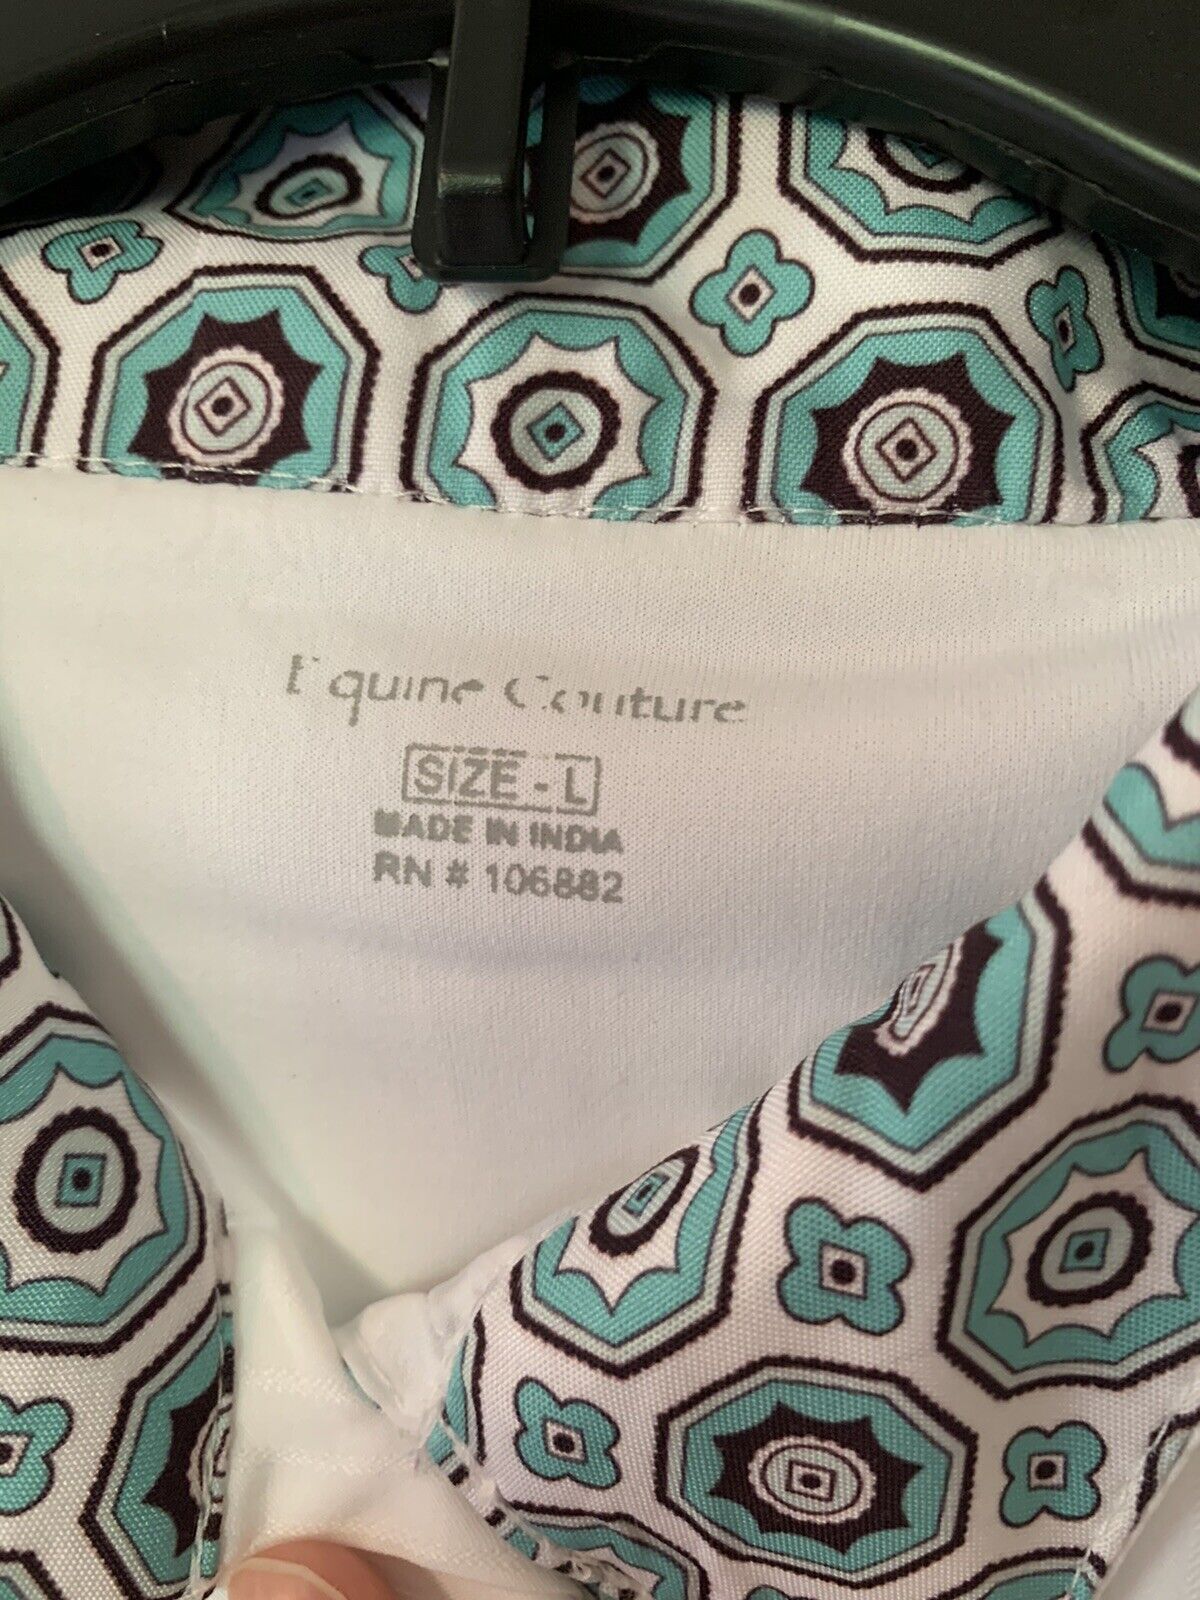 Equine Couture
SIZE - L
MADE IN INDIA
RN # 106882